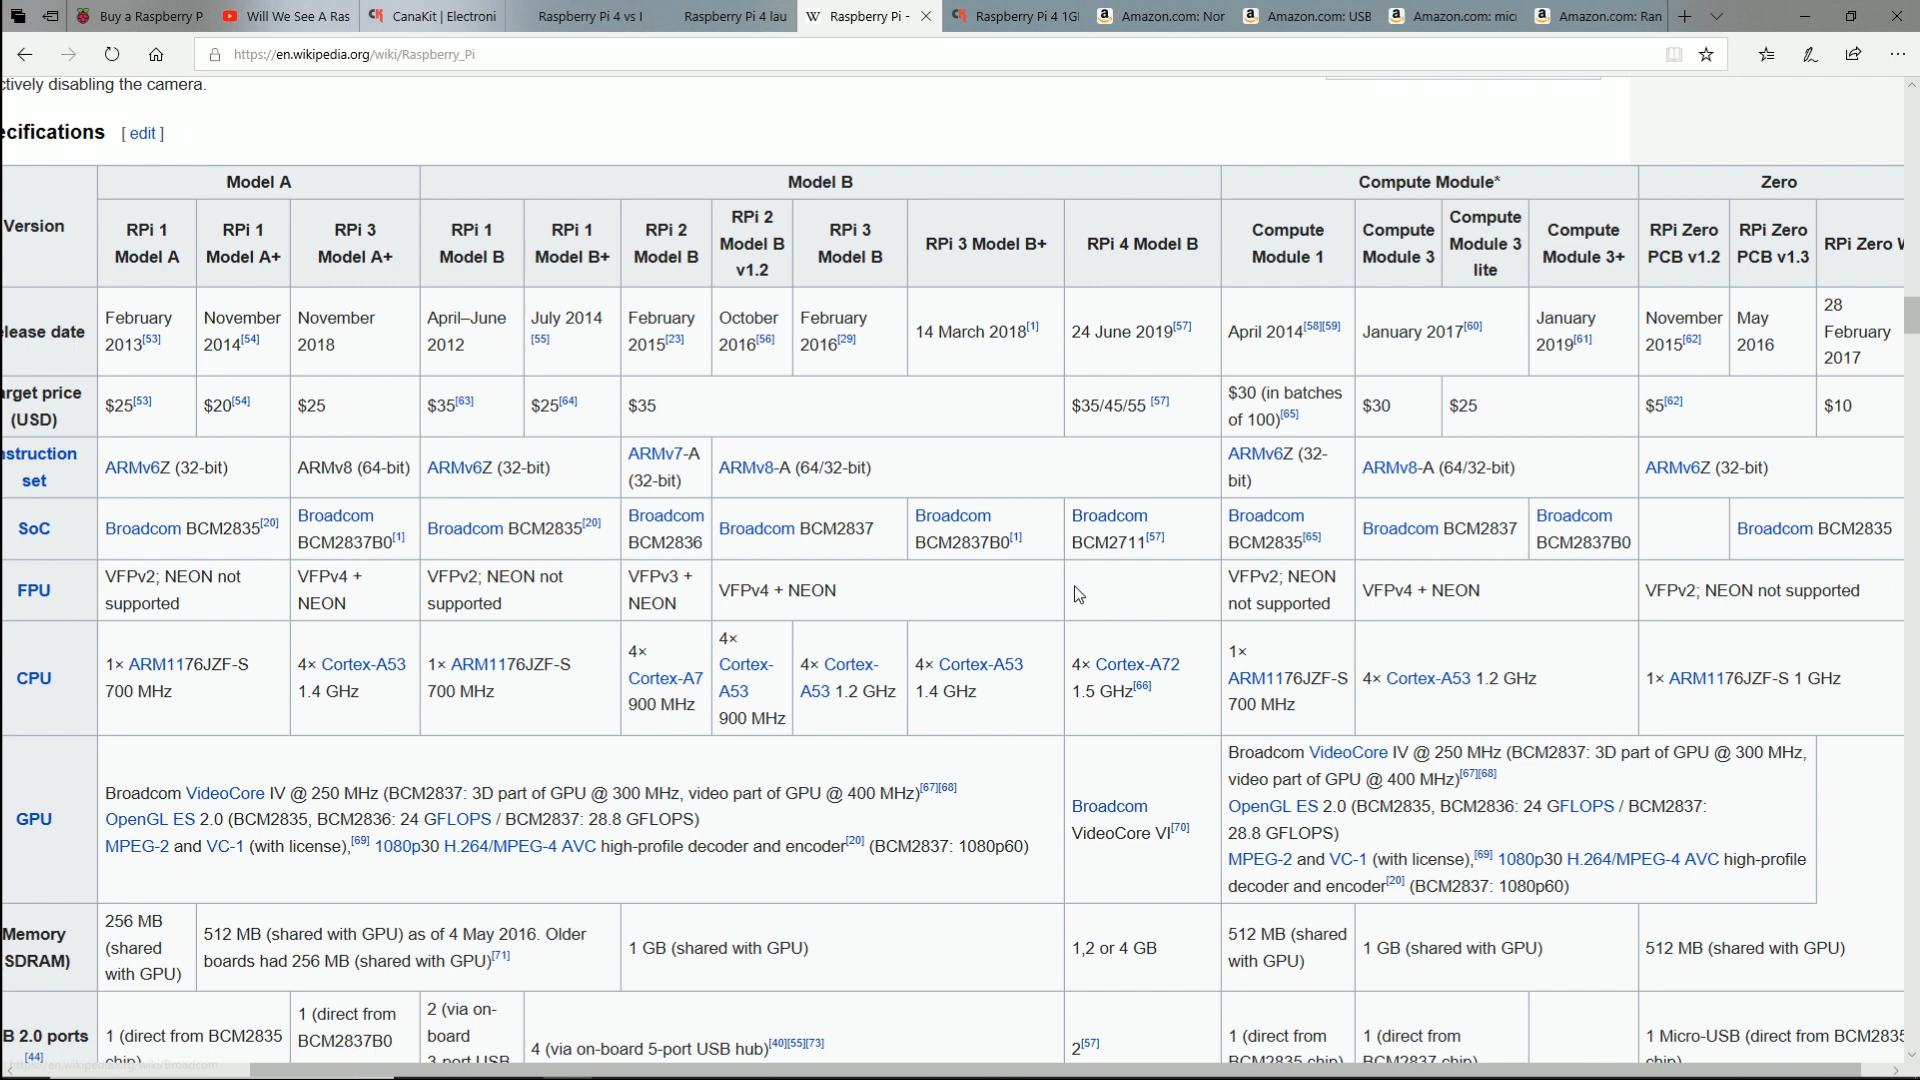 Buy a Raspberry P
Will We See A Ras
CanaKit | Electroni
Raspberry Pi 4 vs l
Raspberry Pi 4 lau
W Raspberry Pi -
Raspberry Pi 4 1Gl
Amazon.com: Nor
Amazon.com: USB
Amazon.com: mic
Amazon.com: Ran
https://en.wikipedia.org/wiki/Raspberry_Pi
ctively disabling the camera.
ecifications [ edit ]
Version
Model A
Model B
Compute Module*
Zero
RPi 1
Model A
RPi 1
Model A+
RPi 3
Model A+
RPi 1
Model B
RPi 1
Model B+
RPi 2
Model B
RPi 2
Model B
v1.2
RPi 3
Model B
RPi 3 Model B+
RPi 4 Model B
Compute
Module 1
Compute
Module 3
Compute
Module 3
lite
Compute
Module 3+
RPi Zero
PCB v1.2
RPi Zero
PCB v1.3
RPi Zero W
elease date
February
2013[53]
November
2014[54]
November
2018
April–June
2012
July 2014
[55]
February
2015[23]
October
2016[56]
February
2016[29]
14 March 2018[1]
24 June 2019[57]
April 2014[58][59]
January 2017[60]
January
2019[61]
November
2015[62]
May
2016
28
February
2017
arget price
(USD)
$25[53]
$20[54]
$25
$35[63]
$25[64]
$35
$35/45/55 [57]
$30 (in batches
of 100)[65]
$30
$25
$5[62]
$10
nstruction
set
ARMv6Z (32-bit)
ARMv8 (64-bit)
ARMv6Z (32-bit)
ARMv7-A
(32-bit)
ARMv8-A (64/32-bit)
ARMv6Z (32-
bit)
ARMv8-A (64/32-bit)
ARMv6Z (32-bit)
SoC
Broadcom BCM2835[20]
Broadcom
BCM2837B0[1]
Broadcom BCM2835[20]
Broadcom
BCM2836
Broadcom BCM2837
Broadcom
BCM2837B0[1]
Broadcom
BCM2711[57]
Broadcom
BCM2835[65]
Broadcom BCM2837
Broadcom
BCM2837B0
Broadcom BCM2835
FPU
VFPv2; NEON not
supported
VFPv4 +
NEON
VFPv2; NEON not
supported
VFPv3 +
NEON
VFPv4 + NEON
VFPv2; NEON
not supported
VFPv4 + NEON
VFPv2; NEON not supported
CPU
1× ARM1176JZF-S
700 MHz
4× Cortex-A53
1.4 GHz
1× ARM1176JZF-S
700 MHz
4×
Cortex-A7
900 MHz
4×
Cortex-
A53
900 MHz
4× Cortex-
A53 1.2 GHz
4× Cortex-A53
1.4 GHz
4× Cortex-A72
1.5 GHz[66]
1×
ARM1176JZF-S
700 MHz
4× Cortex-A53 1.2 GHz
1× ARM1176JZF-S 1 GHz
GPU
Broadcom VideoCore IV @ 250 MHz (BCM2837: 3D part of GPU @ 300 MHz, video part of GPU @ 400 MHz)[67][68]
OpenGL ES 2.0 (BCM2835, BCM2836: 24 GFLOPS / BCM2837: 28.8 GFLOPS)
MPEG-2 and VC-1 (with license),[69] 1080p30 H.264/MPEG-4 AVC high-profile decoder and encoder[20] (BCM2837: 1080p60)
Broadcom
VideoCore VI[70]
Broadcom VideoCore IV @ 250 MHz (BCM2837: 3D part of GPU @ 300 MHz,
video part of GPU @ 400 MHz)[67][68]
OpenGL ES 2.0 (BCM2835, BCM2836: 24 GFLOPS / BCM2837:
28.8 GFLOPS)
MPEG-2 and VC-1 (with license),[69] 1080p30 H.264/MPEG-4 AVC high-profile
decoder and encoder[20] (BCM2837: 1080p60)
Memory
SDRAM)
256 MB
(shared
with GPU)
512 MB (shared with GPU) as of 4 May 2016. Older
boards had 256 MB (shared with GPU)[71]
1 GB (shared with GPU)
1,2 or 4 GB
512 MB (shared
with GPU)
1 GB (shared with GPU)
512 MB (shared with GPU)
B 2.0 ports
[44]
1 (direct from BCM2835
chip)
1 (direct from
BCM2837B0
2 (via on-
board
3-port USB
4 (via on-board 5-port USB hub)[40][55][73]
2[57]
1 (direct from
BCM2835 chip)
1 (direct from
BCM2837 chip)
1 Micro-USB (direct from BCM2835
chip)
https://en.wikipedia.org/wiki/Broadcom